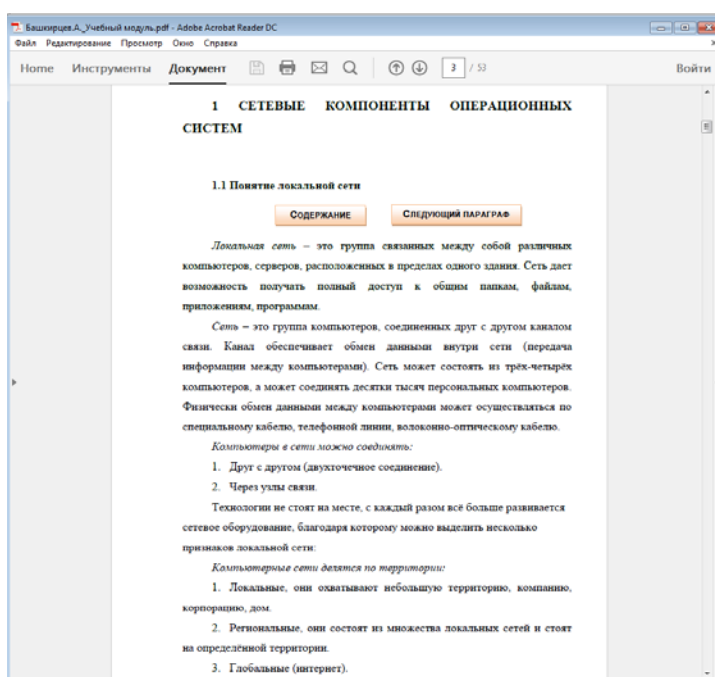 Башкирцев.А._Учебный модуль.pdf - Adobe Acrobat Reader DC
Файл Редактирование Просмотр Окно Справка
Home Инструменты Документ 3 / 53 Войти
1 СЕТЕВЫЕ КОМПОНЕНТЫ ОПЕРАЦИОННЫХ
СИСТЕМ
1.1 Понятие локальной сети
СОДЕРЖАНИЕ СЛЕДУЮЩИЙ ПАРАГРАФ
Локальная сеть – это группа связанных между собой различных
компьютеров, серверов, расположенных в пределах одного здания. Сеть дает
возможность получать полный доступ к общим папкам, файлам,
приложениям, программам.
Сеть – это группа компьютеров, соединенных друг с другом каналом
связи. Канал обеспечивает обмен данными внутри сети (передача
информации между компьютерами). Сеть может состоять из трёх-четырёх
компьютеров, а может соединять десятки тысяч персональных компьютеров.
Физически обмен данными между компьютерами может осуществляться по
специальному кабелю, телефонной линии, волоконно-оптическому кабелю.
Компьютеры в сети можно соединять:
1. Друг с другом (двухточечное соединение).
2. Через узлы связи.
Технологии не стоят на месте, с каждый разом всё больше развивается
сетевое оборудование, благодаря которому можно выделить несколько
признаков локальной сети:
Компьютерные сети делятся по территории:
1. Локальные, они охватывают небольшую территорию, компанию,
корпорацию, дом.
2. Региональные, они состоят из множества локальных сетей и стоят
на определённой территории.
3. Глобальные (интернет).